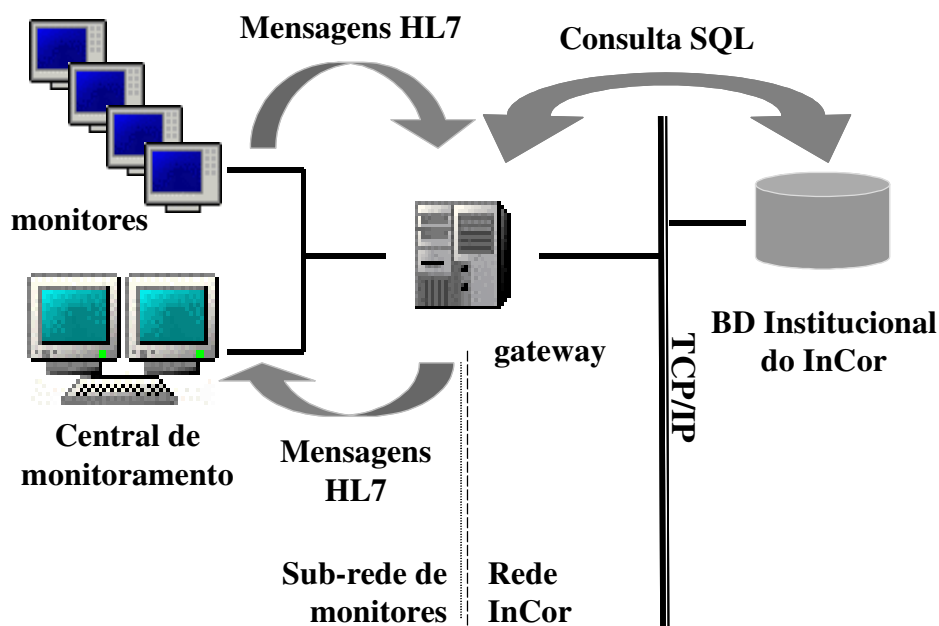 Mensagens HL7
Consulta SQL
monitores
gateway
BD Institucional
do InCor
TCP/IP
Central de
monitoramento
Mensagens
HL7
Sub-rede de
monitores
Rede
InCor